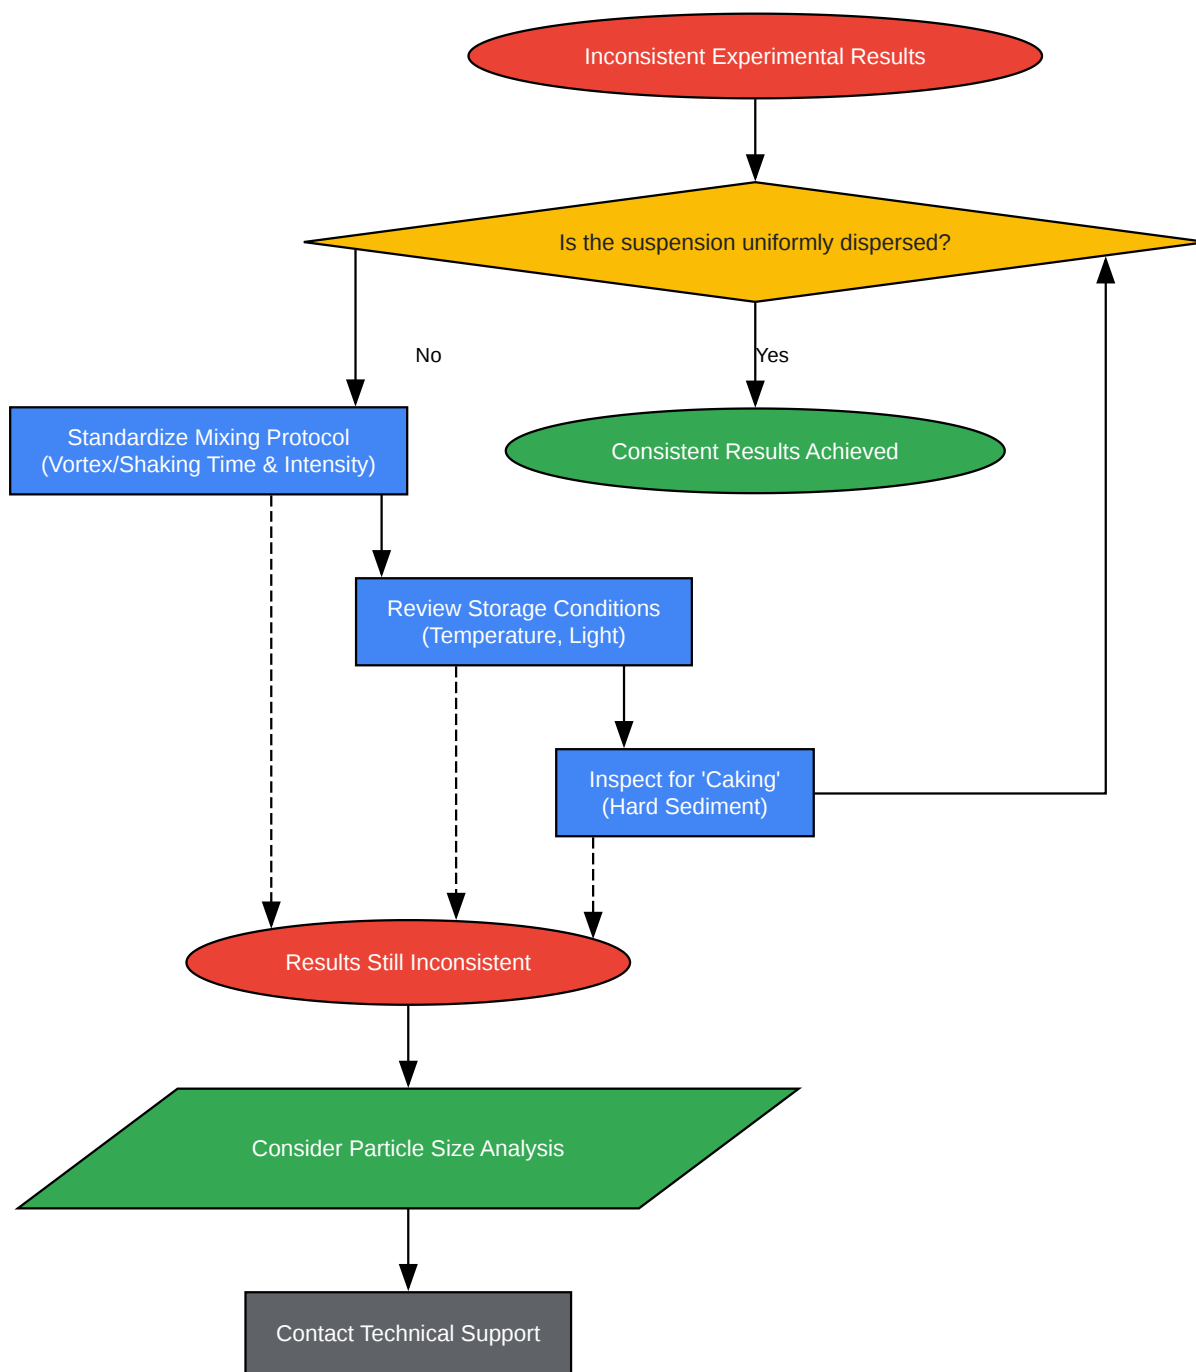 Inconsistent Experimental Results
Is the suspension uniformly dispersed?
No
Yes
Standardize Mixing Protocol
(Vortex/Shaking Time & Intensity)
Consistent Results Achieved
Review Storage Conditions
(Temperature, Light)
Inspect for 'Caking'
(Hard Sediment)
Results Still Inconsistent
Consider Particle Size Analysis
Contact Technical Support